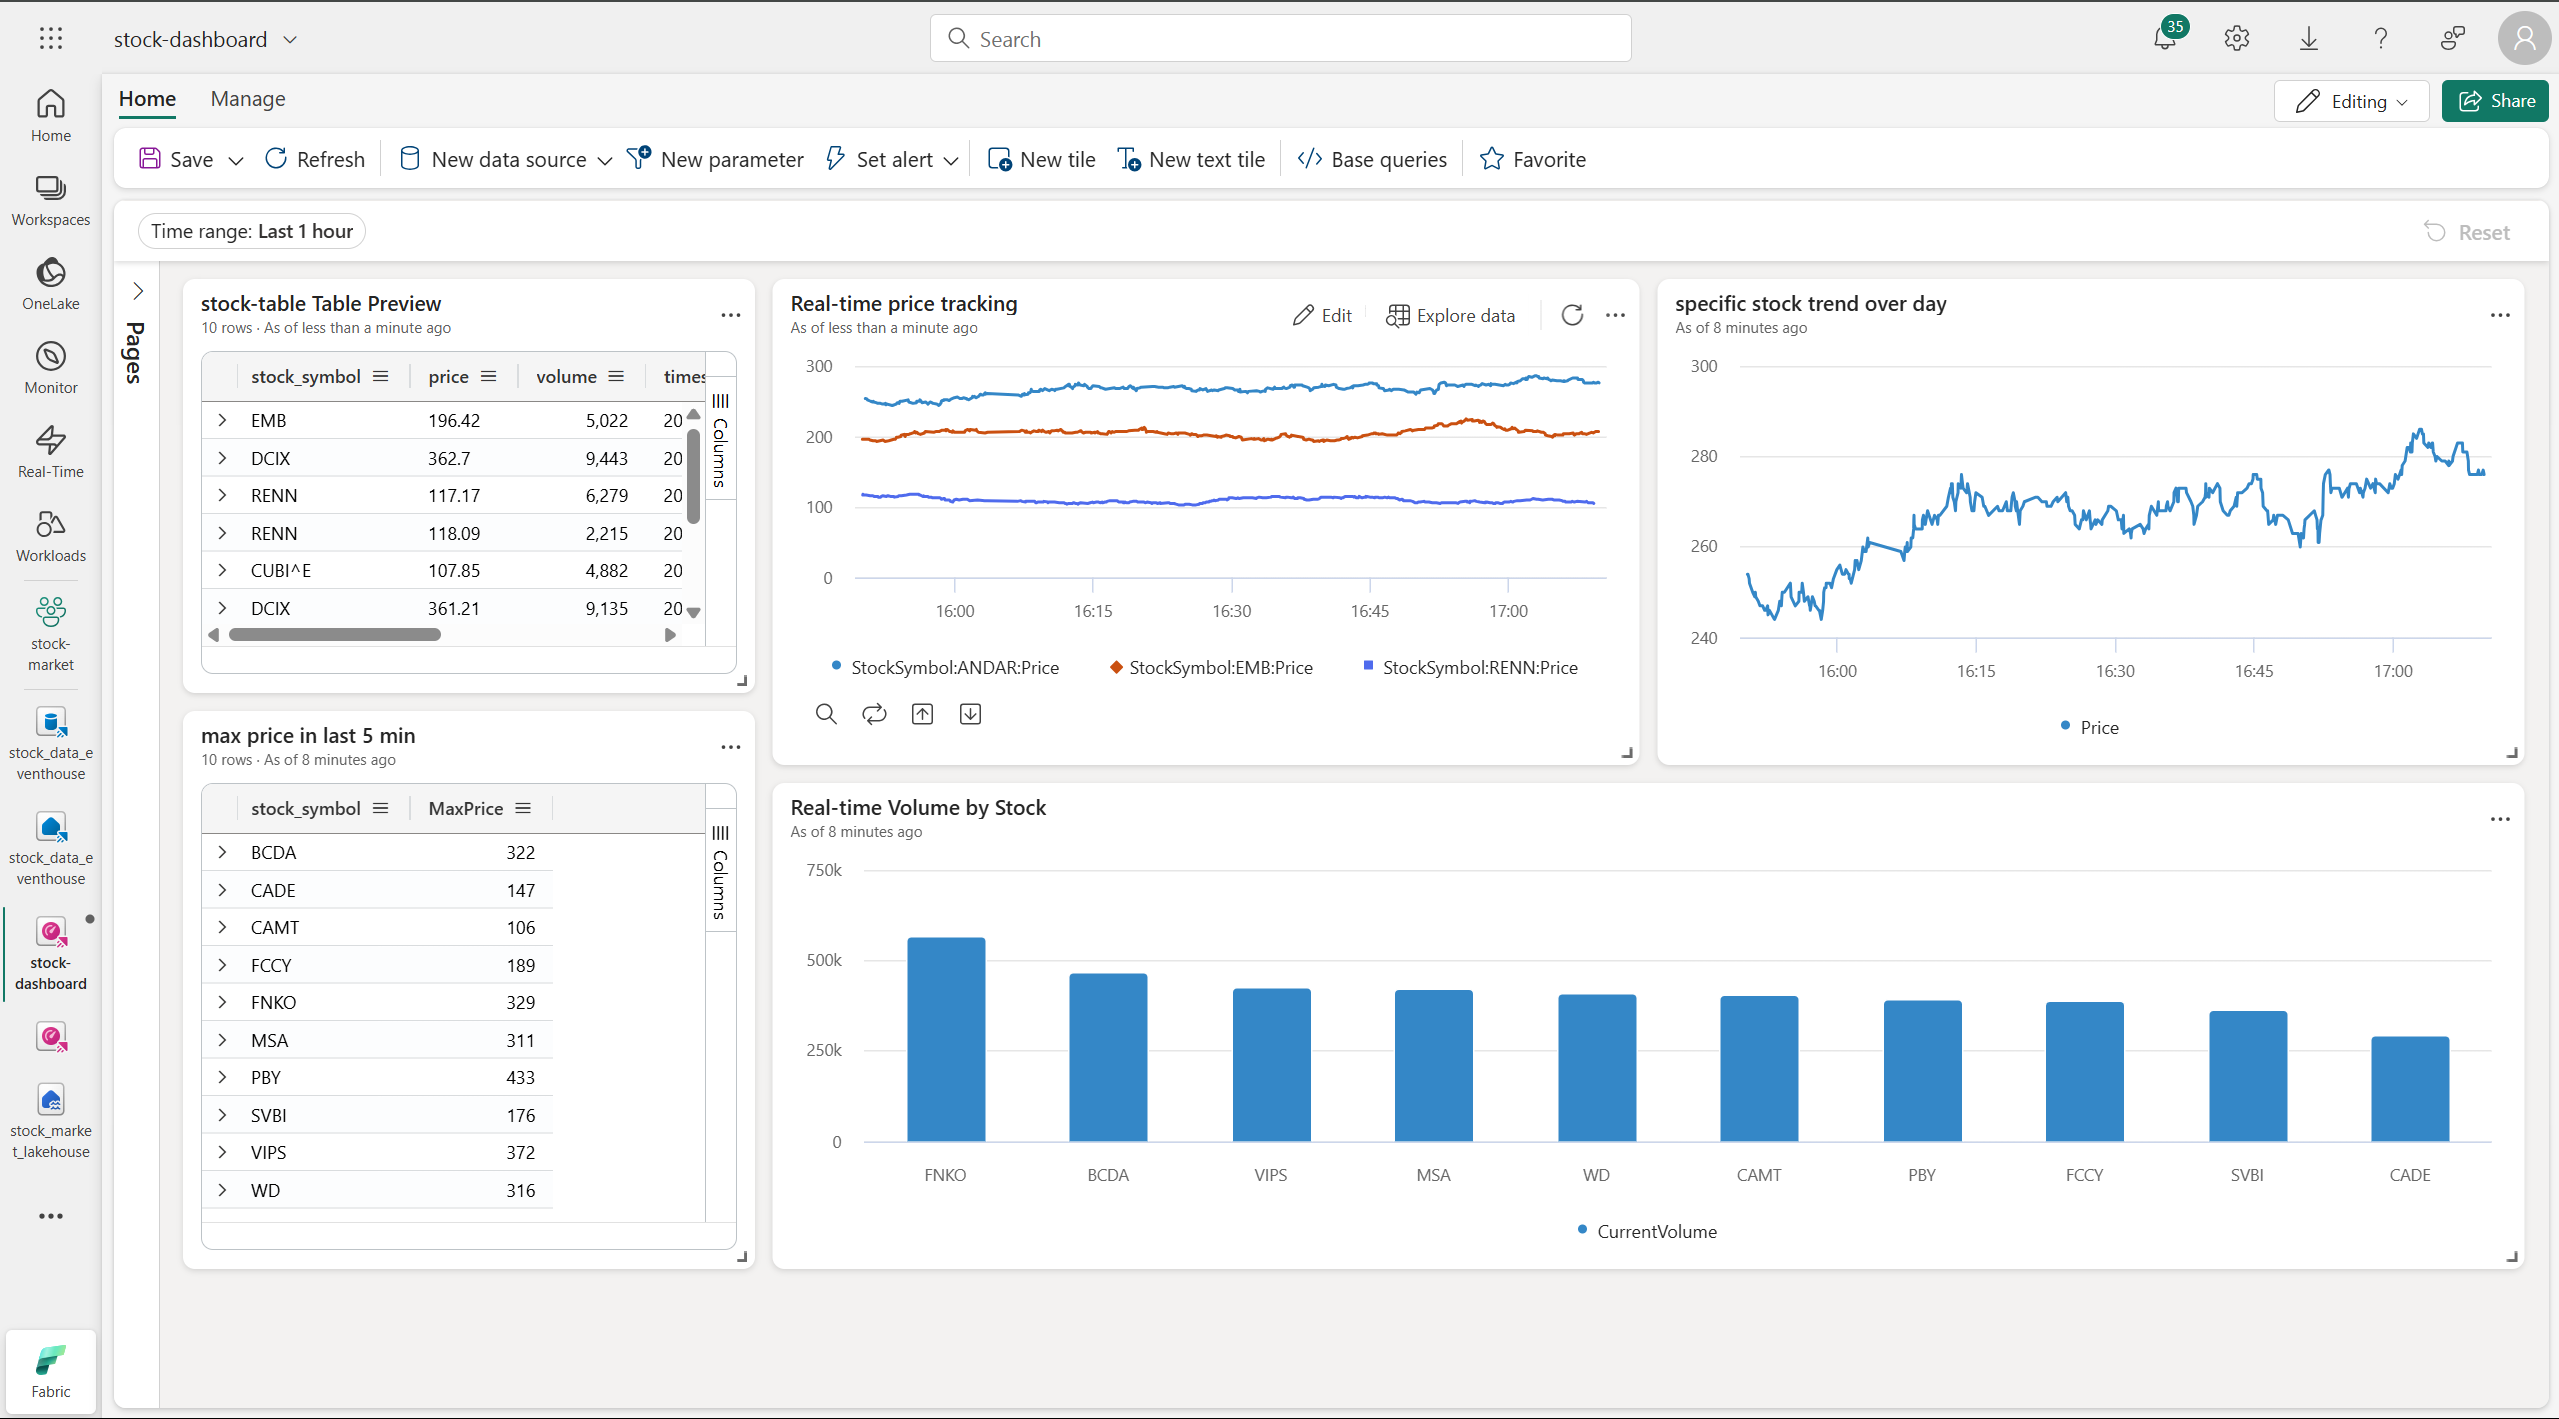 stock-dashboard
Search
35
Home
Manage
Editing
Share
Save
Refresh
New data source
New parameter
Set alert
New tile
New text tile
Base queries
Favorite
Time range: Last 1 hour
Reset
Home
Workspaces
OneLake
Monitor
Real-Time
Workloads
stock-
market
stock_data_e
venthouse
stock_data_e
venthouse
stock-
dashboard
stock_marke
t_lakehouse
Fabric
Pages
stock-table Table Preview
10 rows · As of less than a minute ago
stock_symbol price volume times
EMB 196.42 5,022 20
DCIX 362.7 9,443 20
RENN 117.17 6,279 20
RENN 118.09 2,215 20
CUBI^E 107.85 4,882 20
DCIX 361.21 9,135 20
Columns
Real-time price tracking
As of less than a minute ago
Edit
Explore data
300
200
100
0
16:00 16:15 16:30 16:45 17:00
StockSymbol:ANDAR:Price StockSymbol:EMB:Price StockSymbol:RENN:Price
specific stock trend over day
As of 8 minutes ago
300
280
260
240
16:00 16:15 16:30 16:45 17:00
Price
max price in last 5 min
10 rows · As of 8 minutes ago
stock_symbol MaxPrice
BCDA 322
CADE 147
CAMT 106
FCCY 189
FNKO 329
MSA 311
PBY 433
SVBI 176
VIPS 372
WD 316
Columns
Real-time Volume by Stock
As of 8 minutes ago
750k
500k
250k
0
FNKO BCDA VIPS MSA WD CAMT PBY FCCY SVBI CADE
CurrentVolume